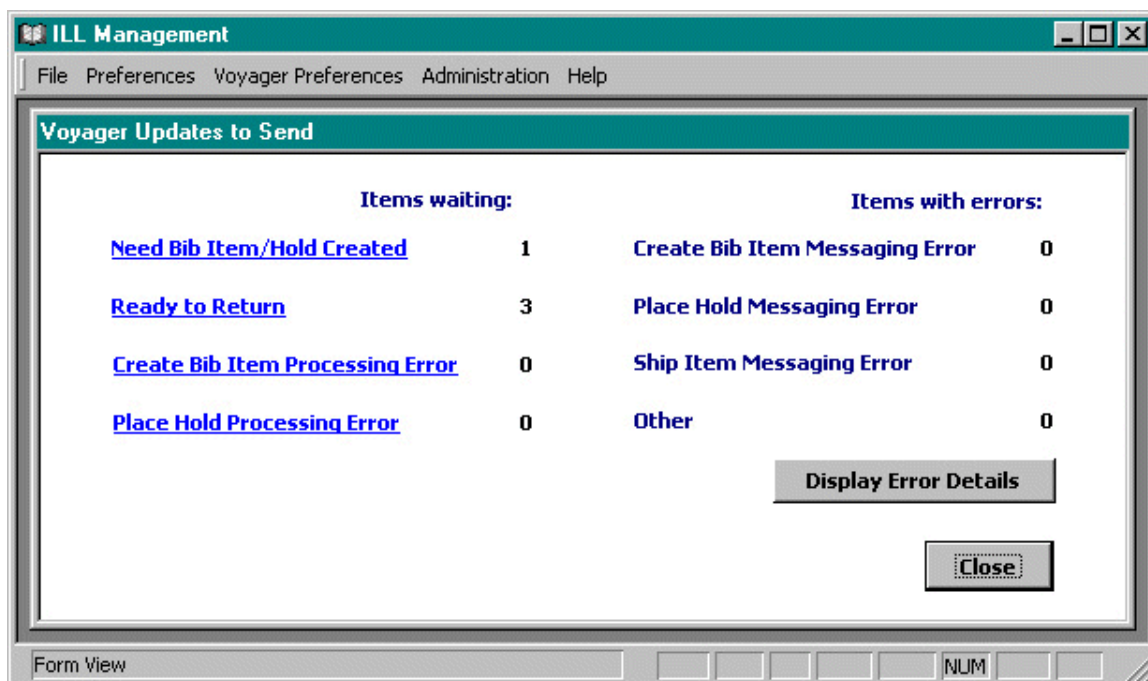 ILL Management
File Preferences Voyager Preferences Administration Help
Voyager Updates to Send
Items waiting: Items with errors:
Need Bib Item/Hold Created 1 Create Bib Item Messaging Error 0
Ready to Return 3 Place Hold Messaging Error 0
Create Bib Item Processing Error 0 Ship Item Messaging Error 0
Place Hold Processing Error 0 Other 0
Display Error Details
Close
Form View NUM